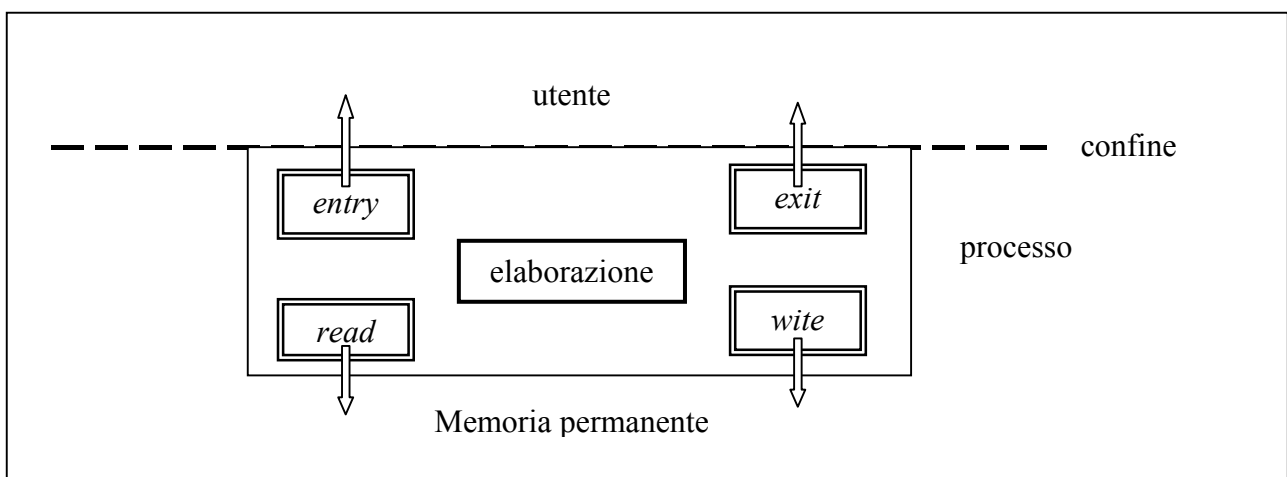 utente
confine
entry
exit
processo
elaborazione
read
wite
Memoria permanente